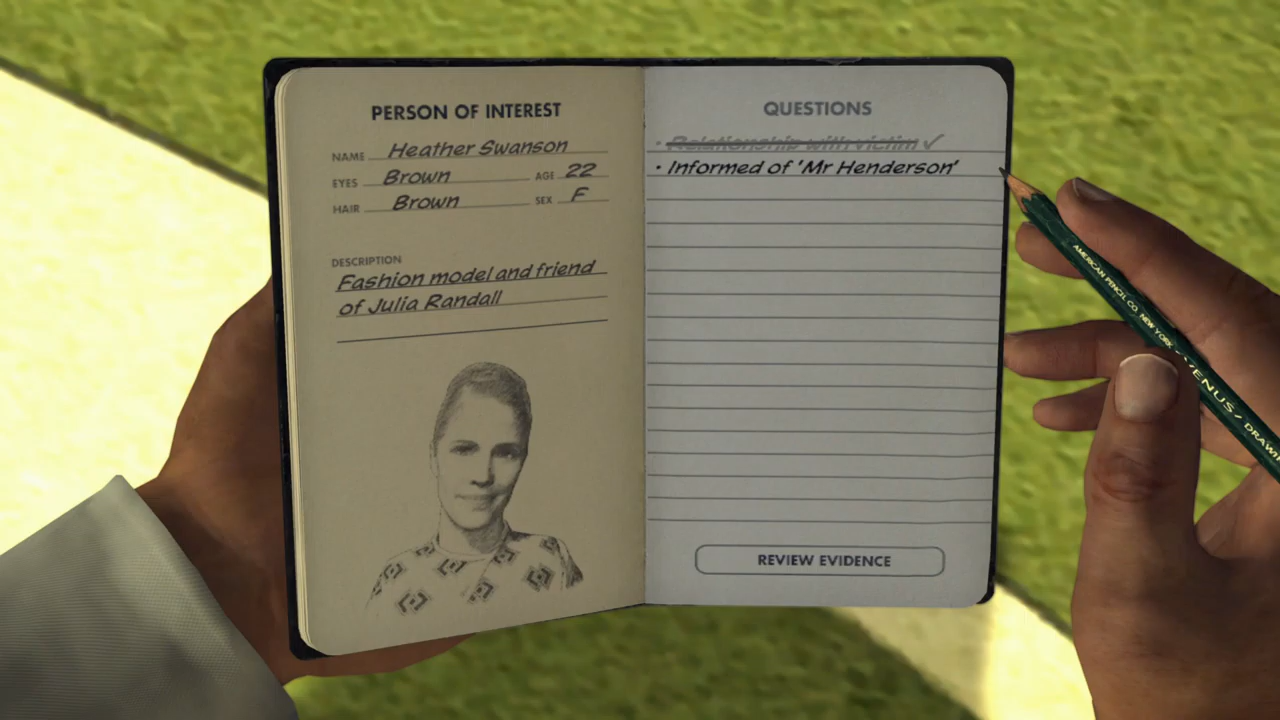 PERSON OF INTEREST
NAME Heather Swanson
EYES Brown AGE 22
HAIR Brown SEX F
DESCRIPTION
Fashion model and friend
of Julia Randall
QUESTIONS
• Relationship with victim ✓
• Informed of 'Mr Henderson'
REVIEW EVIDENCE
AMERICAN PENCIL CO. NEW YORK VENUS / DRAWI